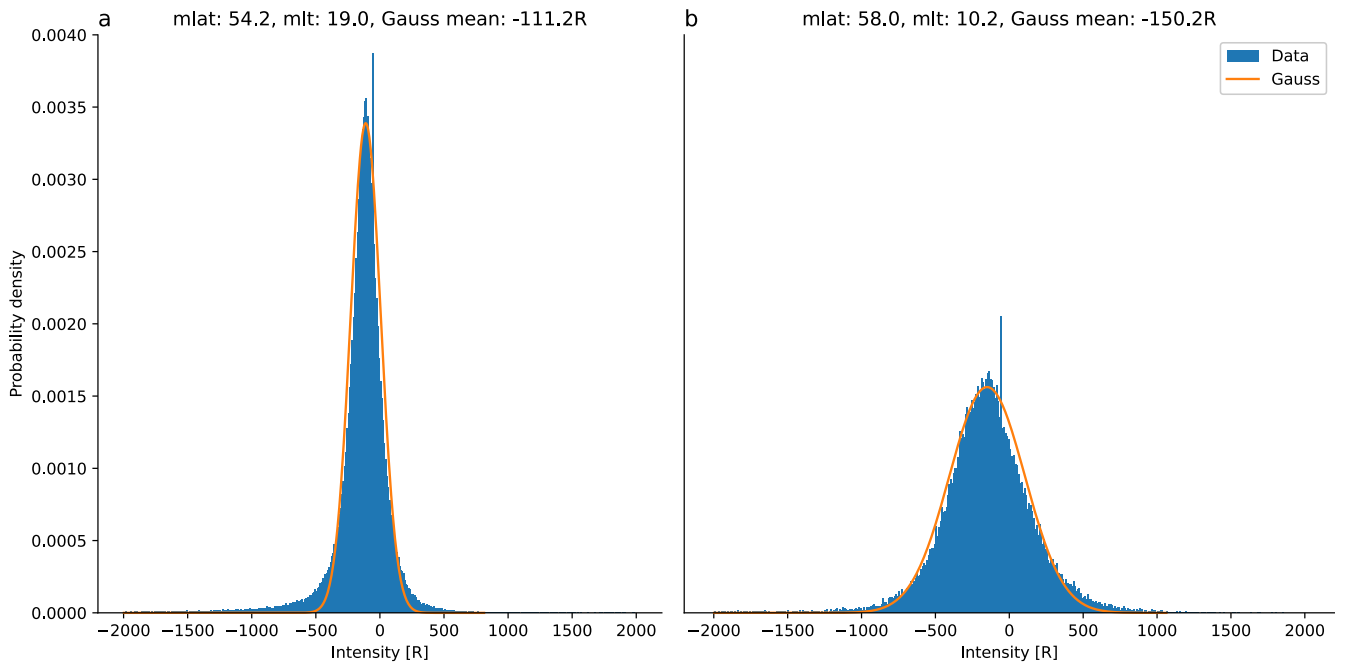 a mlat: 54.2, mlt: 19.0, Gauss mean: -111.2R
0.0040
0.0035
0.0030
0.0025
0.0020
0.0015
0.0010
0.0005
0.0000
Probability density
−2000 −1500 −1000 −500 0 500 1000 1500 2000
Intensity [R]
b mlat: 58.0, mlt: 10.2, Gauss mean: -150.2R
Data
Gauss
−2000 −1500 −1000 −500 0 500 1000 1500 2000
Intensity [R]